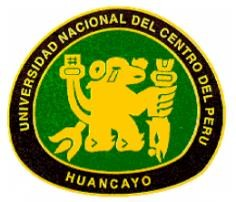 UNIVERSIDAD NACIONAL DEL CENTRO DEL PERU
HUANCAYO